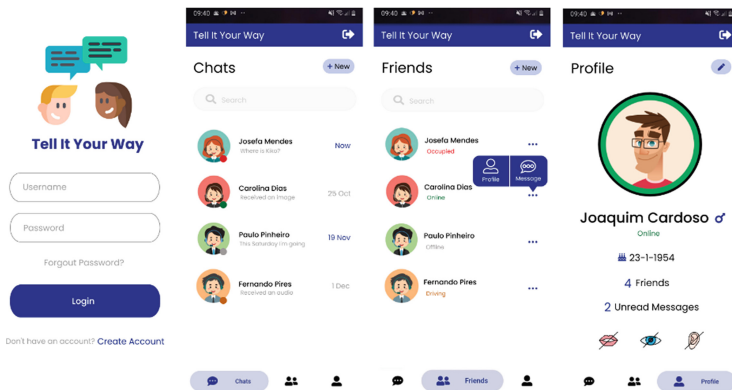 Tell It Your Way
Username
Password
Forgout Password?
Login
Don't have an account? Create Account
09:40
Tell It Your Way
Chats
+ New
Search
Josefa Mendes
Where is Kiko?
Now
Carolina Dias
Received an image
25 Oct
Paulo Pinheiro
This Saturday I'm going
19 Nov
Fernando Pires
Received an audio
1 Dec
Chats
09:40
Tell It Your Way
Friends
+ New
Search
Josefa Mendes
Occupied
Profile
Message
Carolina Dias
Online
Paulo Pinheiro
Offline
Fernando Pires
Driving
Friends
09:40
Tell It Your Way
Profile
Joaquim Cardoso
Online
23-1-1954
4 Friends
2 Unread Messages
Profile